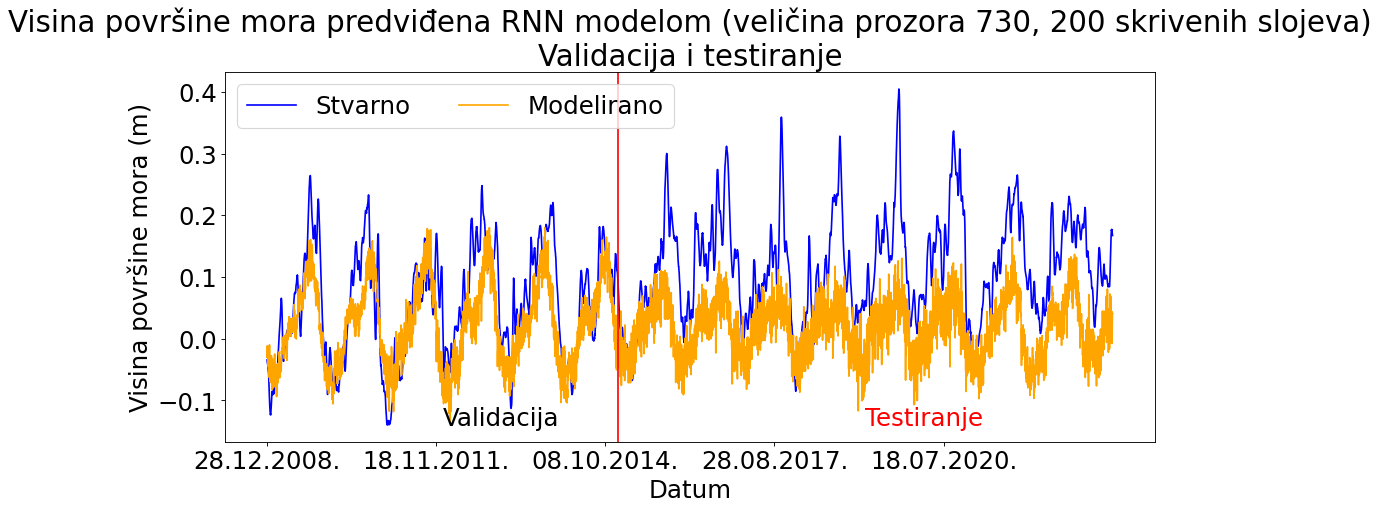 Visina površine mora predviđena RNN modelom (veličina prozora 730, 200 skrivenih slojeva)
Validacija i testiranje
Stvarno Modelirano
Visina površine mora (m)
0.4
0.3
0.2
0.1
0.0
−0.1
Validacija Testiranje
28.12.2008. 18.11.2011. 08.10.2014. 28.08.2017. 18.07.2020.
Datum